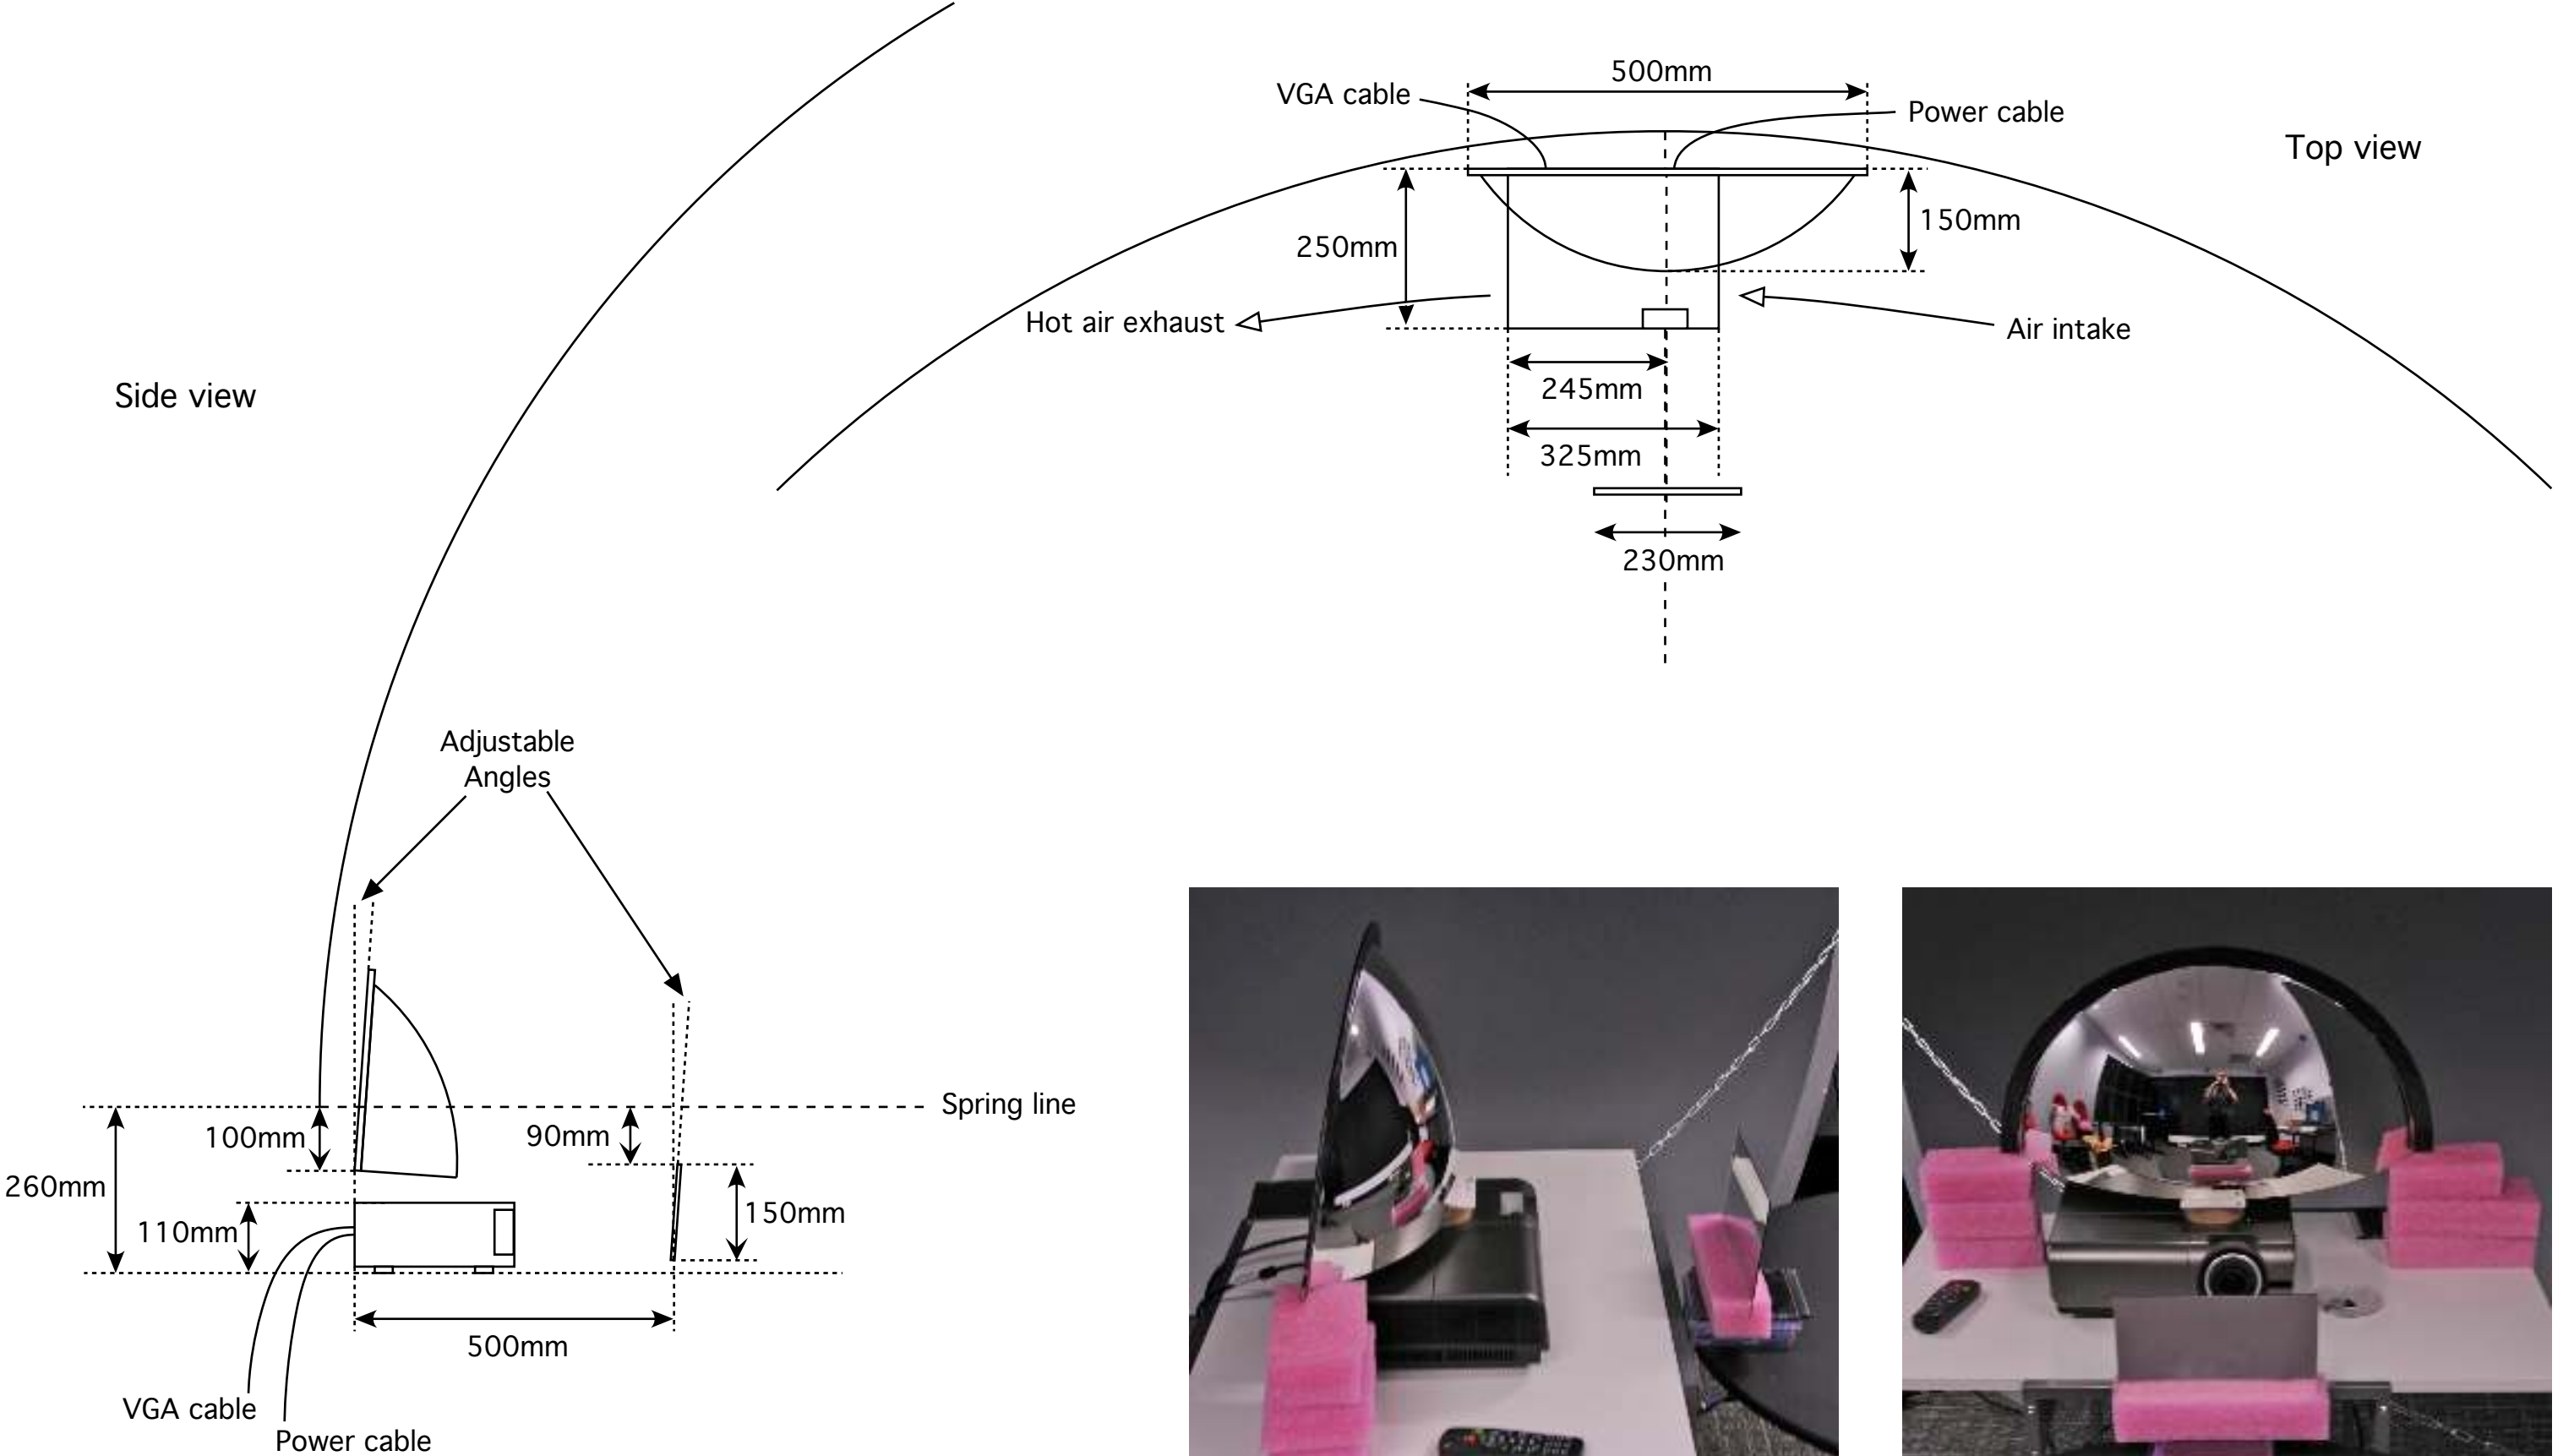 500mm
VGA cable
Power cable
Top view
150mm
250mm
Hot air exhaust
Air intake
245mm
Side view
325mm
230mm
Adjustable
Angles
Spring line
100mm
90mm
260mm
110mm
150mm
500mm
VGA cable
Power cable